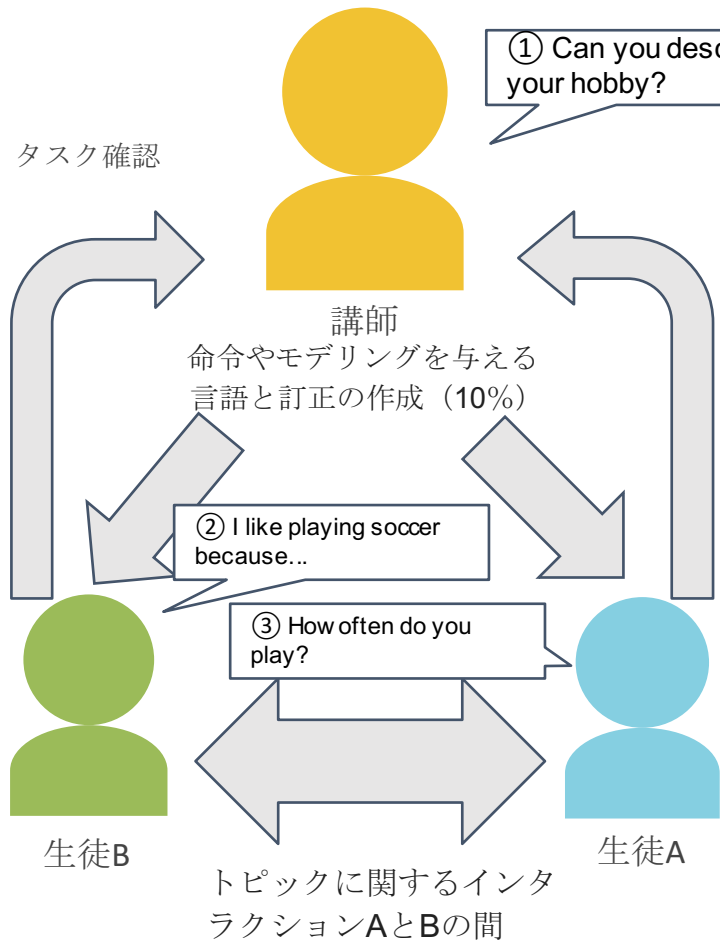 ① Can you desc
your hobby?
タスク確認
講師
命令やモデリングを与える
言語と訂正の作成（10%）
② I like playing soccer
because...
③ How often do you
play?
生徒B
生徒A
トピックに関するインタ
ラクションAとBの間